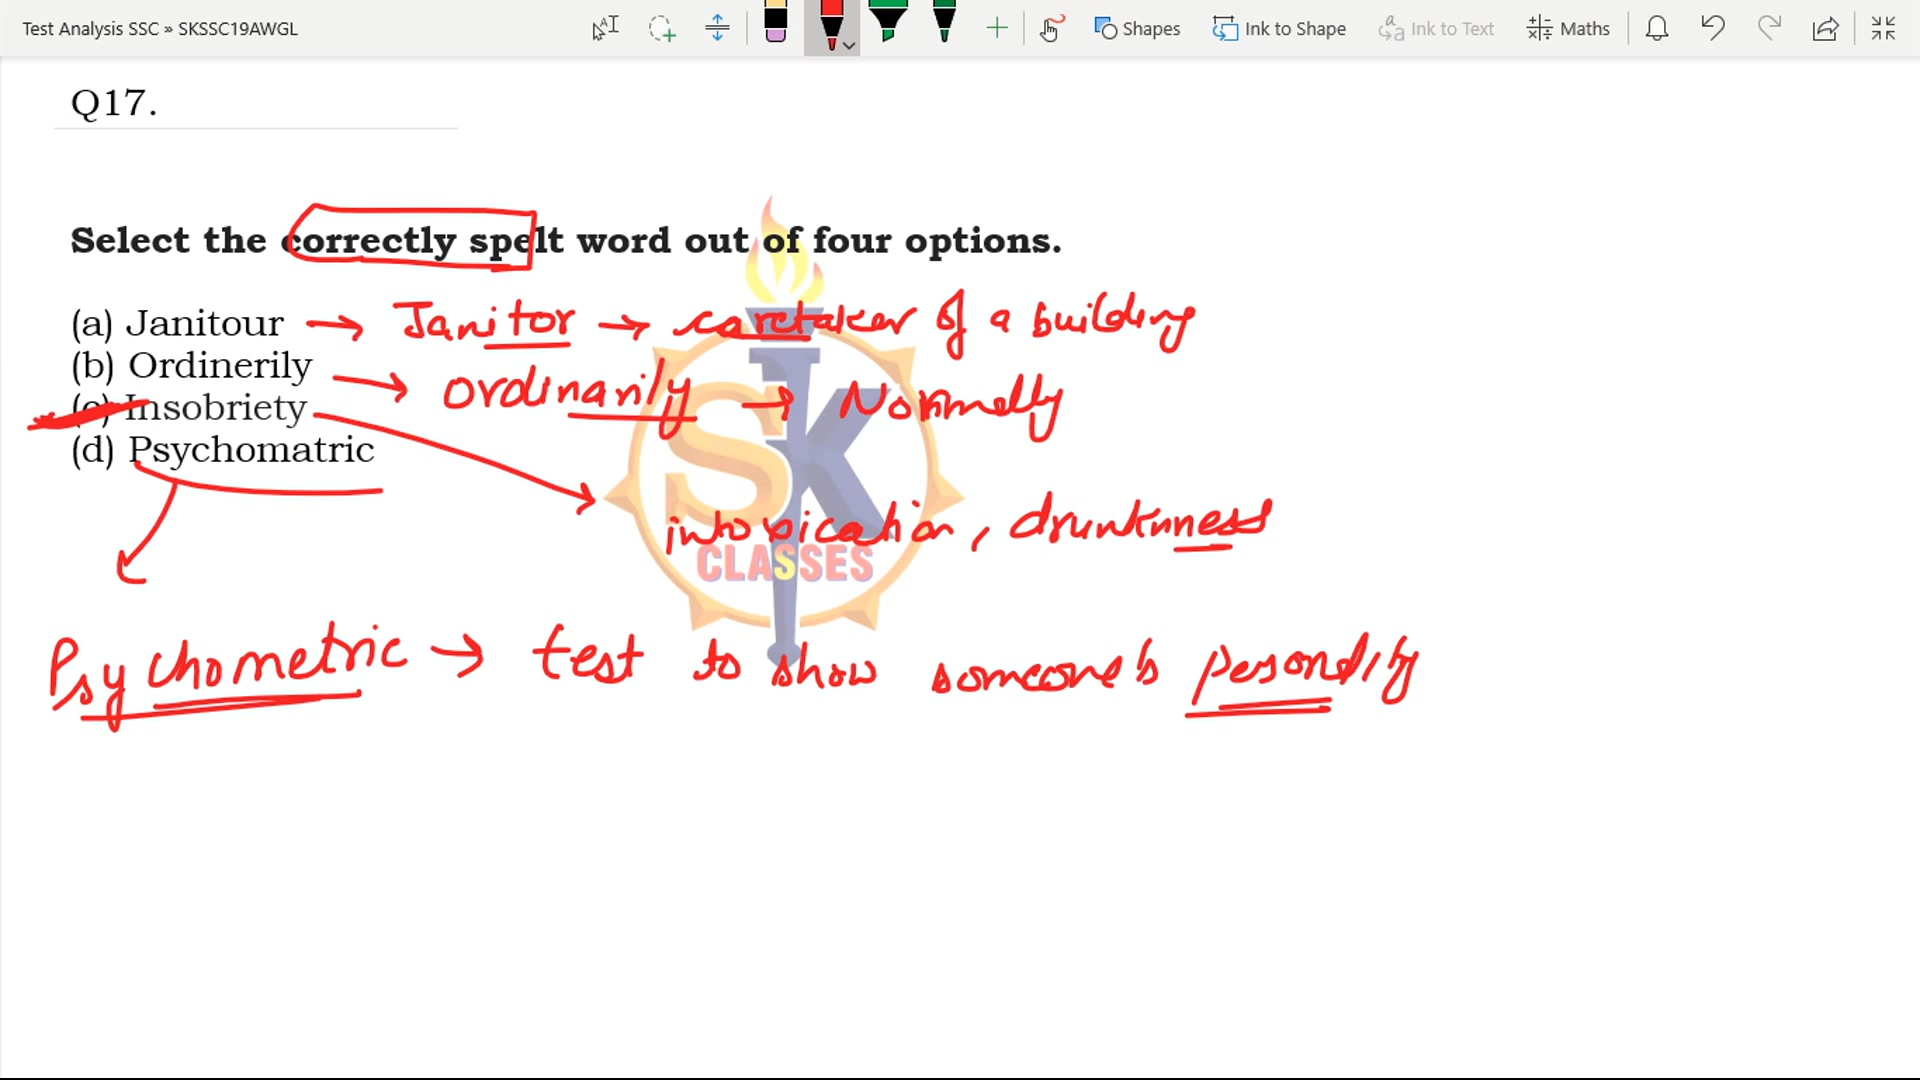 Test Analysis SSC » SKSSC19AWGL
Shapes
Ink to Shape
Ink to Text
Maths
Q17.
Select the correctly spelt word out of four options.
(a) Janitour → Janitor → caretaker of a building
(b) Ordinerily → ordinarily → Normally
(c) Insobriety
(d) Psychomatric
intoxication, drunknness
SK
CLASSES
Psychometric → test to show someone's personality